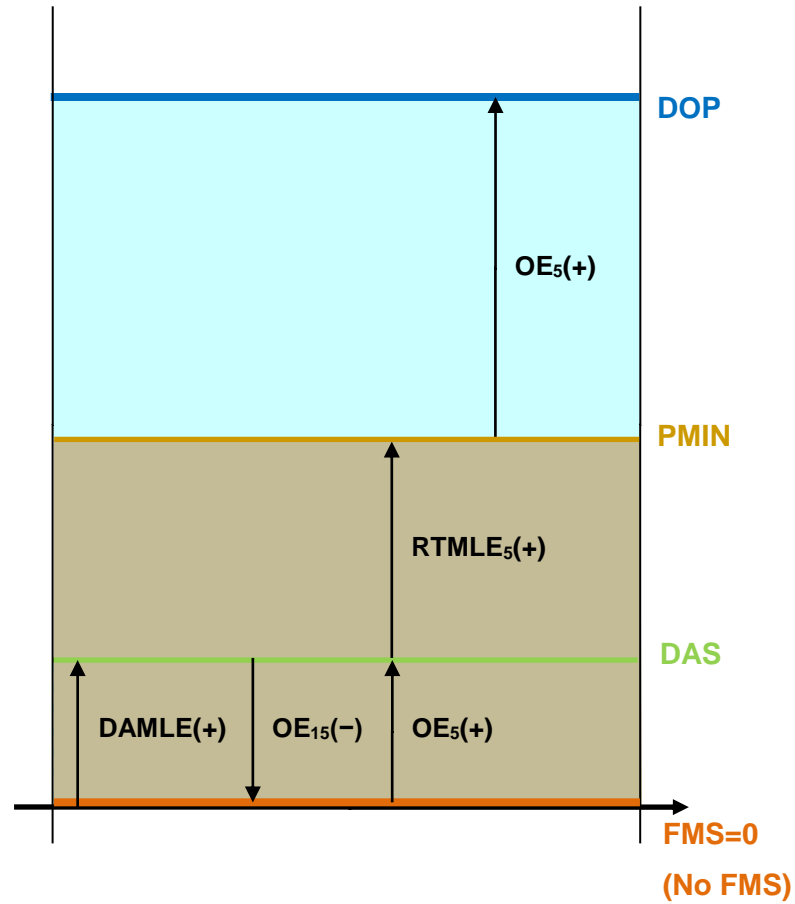 DOP
OE₅(+)
PMIN
RTMLE₅(+)
DAS
DAMLE(+) OE₁₅(−) OE₅(+)
FMS=0
(No FMS)